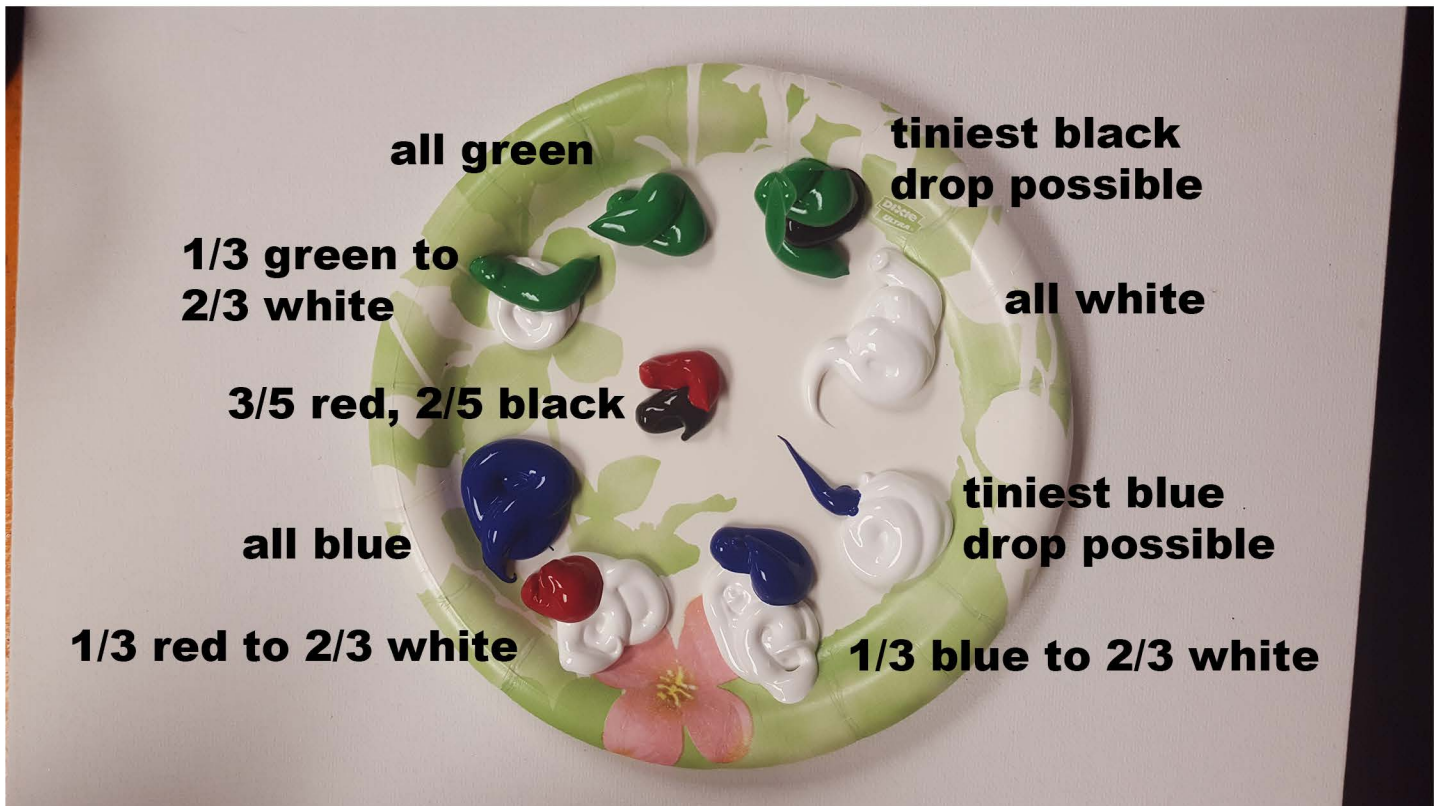 all green
tiniest black
drop possible
DIXIE
ULTRA
1/3 green to
2/3 white
all white
3/5 red, 2/5 black
tiniest blue
drop possible
all blue
1/3 red to 2/3 white
1/3 blue to 2/3 white